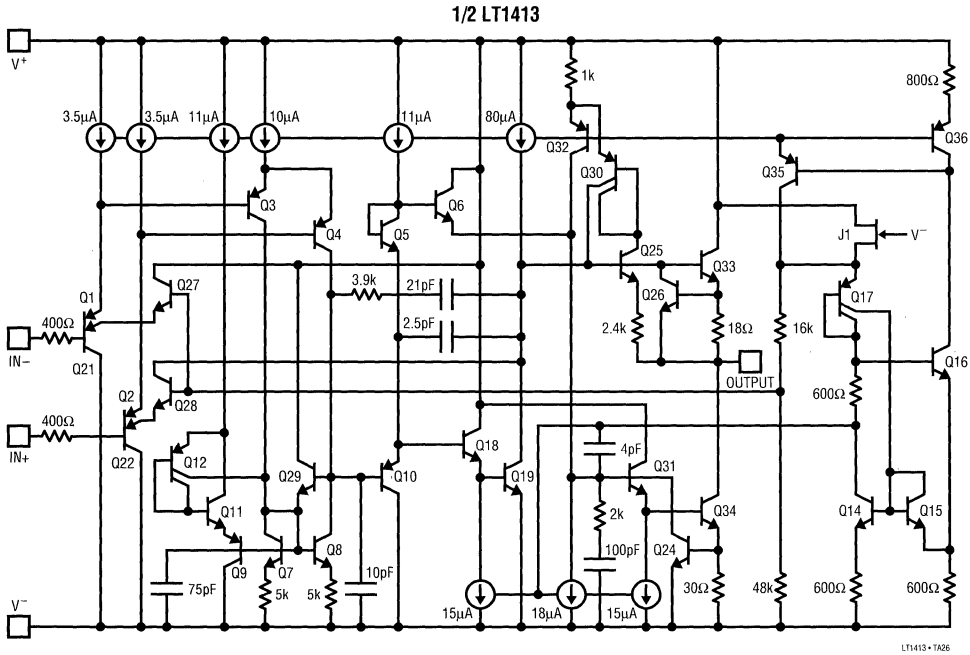 1/2 LT1413
V+
1k
800Ω
3.5µA
3.5µA
11µA
10µA
11µA
80µA
Q32
Q30
Q35
Q36
Q3
Q6
Q4
Q5
J1
V−
Q25
Q33
Q27
3.9k
21pF
Q26
Q17
Q1
400Ω
IN−
2.5pF
2.4k
18Ω
16k
Q21
Q16
OUTPUT
Q2
Q28
600Ω
400Ω
IN+
Q22
Q12
Q18
4pF
Q29
Q10
Q19
Q31
Q11
2k
Q34
Q14
Q15
Q8
Q9
Q7
100pF
Q24
75pF
5k
5k
10pF
30Ω
48k
600Ω
600Ω
V−
15µA
18µA
15µA
LT1413 • TA26